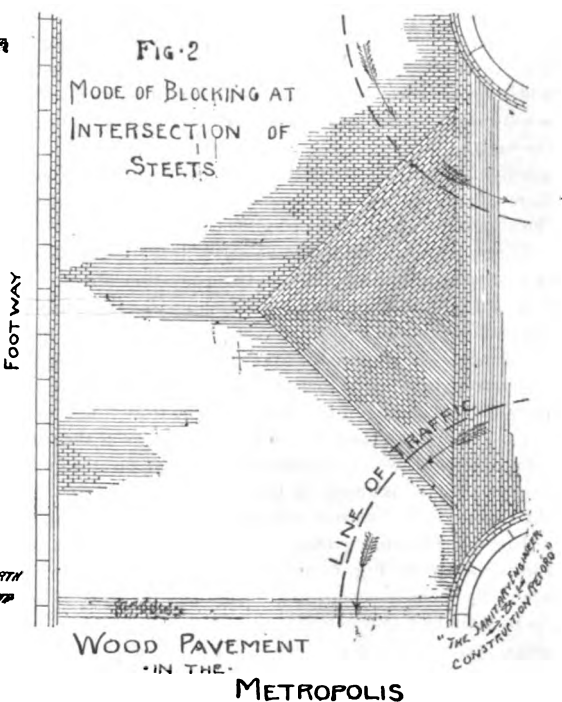 FIG·2
MODE OF BLOCKING AT
INTERSECTION OF
STEETS
FOOTWAY
LINE OF TRAFFIC
"THE SANITARY ENGINEER
CONSTRUCTION RECORD"
WOOD PAVEMENT
·IN THE·
METROPOLIS